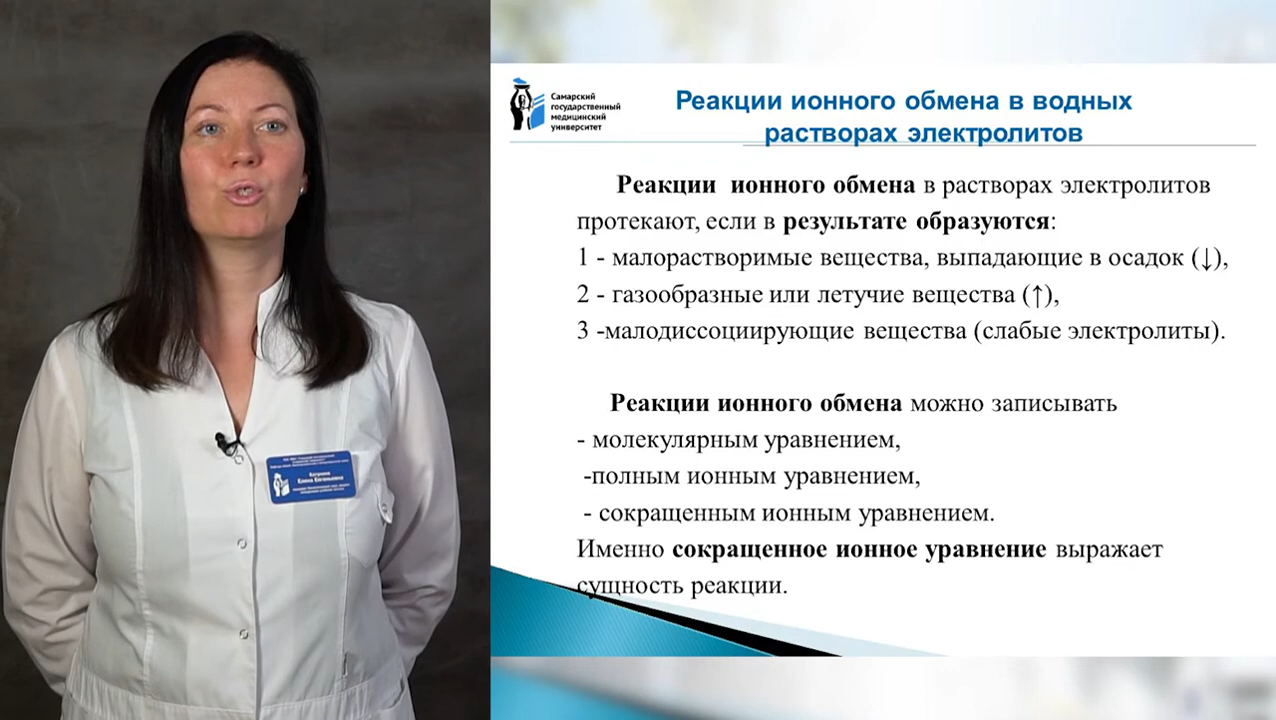 Самарский
государственный
медицинский
университет
Реакции ионного обмена в водных
растворах электролитов
Реакции ионного обмена в растворах электролитов
протекают, если в результате образуются:
1 - малорастворимые вещества, выпадающие в осадок (↓),
2 - газообразные или летучие вещества (↑),
3 -малодиссоциирующие вещества (слабые электролиты).
Реакции ионного обмена можно записывать
- молекулярным уравнением,
-полным ионным уравнением,
- сокращенным ионным уравнением.
Именно сокращенное ионное уравнение выражает
сущность реакции.
Елена Евгеньевна